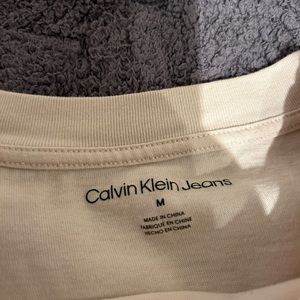 Calvin Klein Jeans
M
MADE IN CHINA
FABRIQUÉ EN CHINE
HECHO EN CHINA